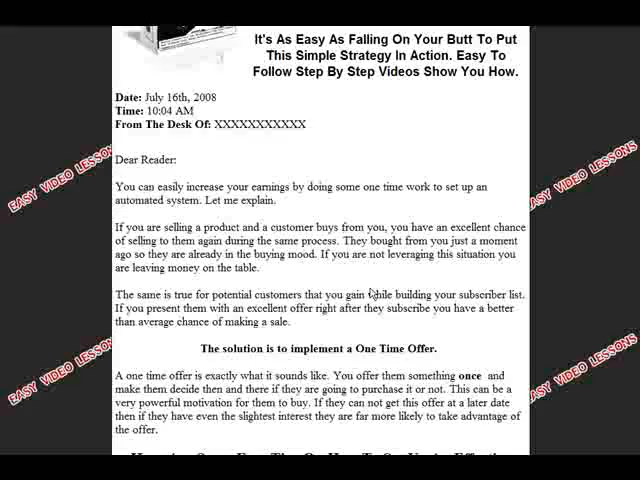 It's As Easy As Falling On Your Butt To Put
This Simple Strategy In Action. Easy To
Follow Step By Step Videos Show You How.
Date: July 16th, 2008
Time: 10:04 AM
From The Desk Of: XXXXXXXXXXX
Dear Reader:
You can easily increase your earnings by doing some one time work to set up an
automated system. Let me explain.
If you are selling a product and a customer buys from you, you have an excellent chance
of selling to them again during the same process. They bought from you just a moment
ago so they are already in the buying mood. If you are not leveraging this situation you
are leaving money on the table.
The same is true for potential customers that you gain while building your subscriber list.
If you present them with an excellent offer right after they subscribe you have a better
than average chance of making a sale.
The solution is to implement a One Time Offer.
A one time offer is exactly what it sounds like. You offer them something once and
make them decide then and there if they are going to purchase it or not. This can be a
very powerful motivation for them to buy. If they can not get this offer at a later date
then if they have even the slightest interest they are far more likely to take advantage of
the offer.
EASY VIDEO LESSONS
EASY VIDEO LESSONS
EASY VIDEO LESSONS
EASY VIDEO LESSONS